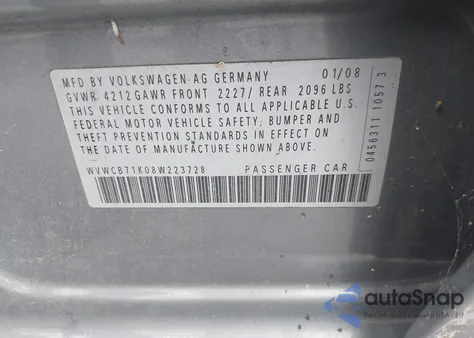 MFD BY VOLKSWAGEN AG GERMANY 01/08
GVWR 4212 GAWR FRONT 2227/ REAR 2096 LBS
THIS VEHICLE CONFORMS TO ALL APPLICABLE U.S.
FEDERAL MOTOR VEHICLE SAFETY, BUMPER AND
THEFT PREVENTION STANDARDS IN EFFECT ON
THE DATE OF MANUFACTURE SHOWN ABOVE.
WVWCB71K08W223728 PASSENGER CAR
0456311 1057 3
autoSnap